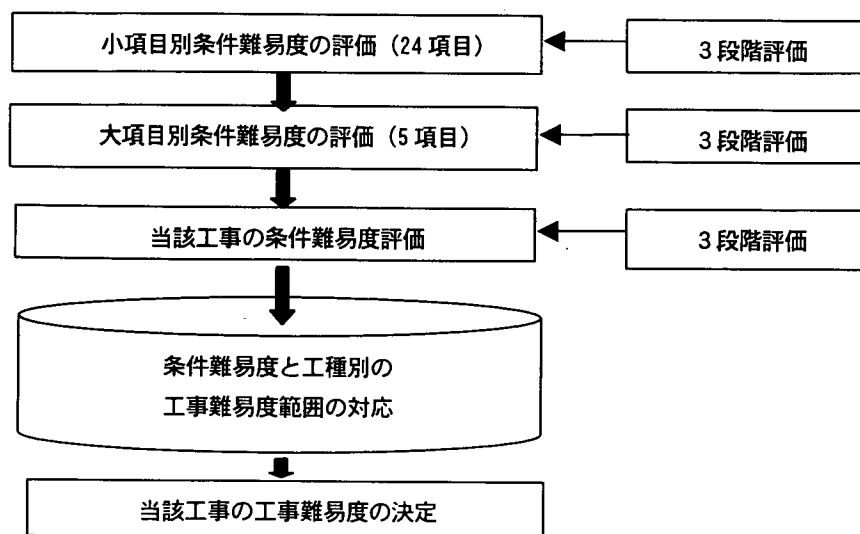 小項目別条件難易度の評価（24 項目）
３段階評価
大項目別条件難易度の評価（5 項目）
３段階評価
当該工事の条件難易度評価
３段階評価
条件難易度と工種別の
工事難易度範囲の対応
当該工事の工事難易度の決定